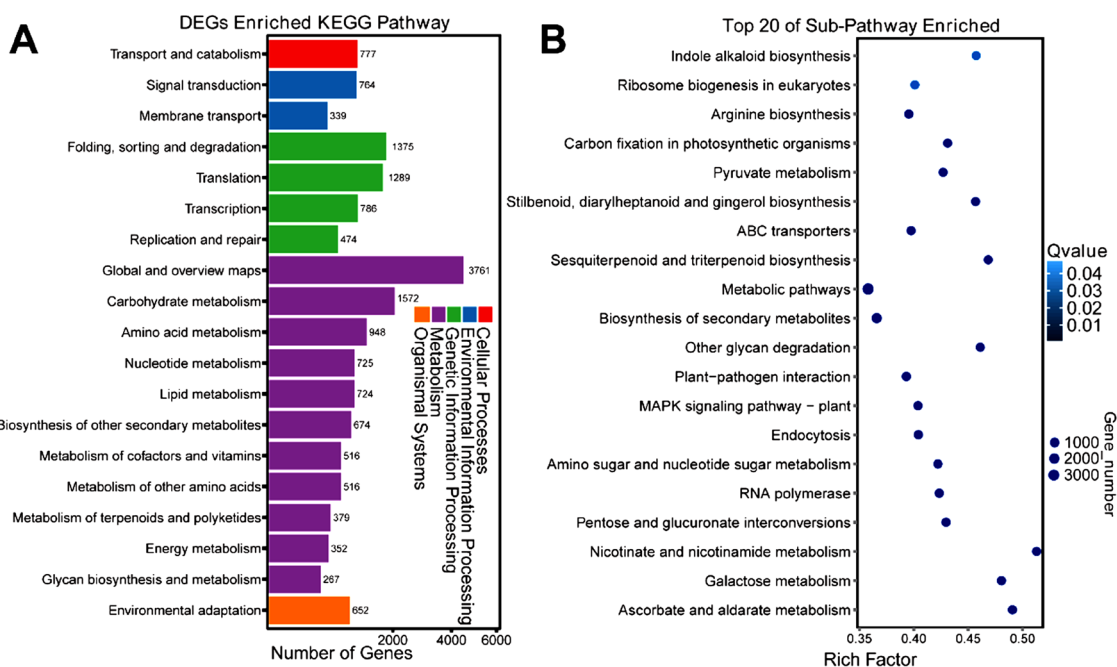 A
DEGs Enriched KEGG Pathway
Transport and catabolism
777
Signal transduction
764
Membrane transport
339
Folding, sorting and degradation
1375
Translation
1289
Transcription
786
Replication and repair
474
Global and overview maps
3761
Carbohydrate metabolism
1572
Amino acid metabolism
948
Nucleotide metabolism
725
Lipid metabolism
724
Biosynthesis of other secondary metabolites
674
Metabolism of cofactors and vitamins
516
Metabolism of other amino acids
516
Metabolism of terpenoids and polyketides
379
Energy metabolism
352
Glycan biosynthesis and metabolism
267
Environmental adaptation
652
Cellular Processes
Environmental Information Processing
Genetic Information Processing
Metabolism
Organismal Systems
2000 4000 6000
Number of Genes
B
Top 20 of Sub-Pathway Enriched
Indole alkaloid biosynthesis
Ribosome biogenesis in eukaryotes
Arginine biosynthesis
Carbon fixation in photosynthetic organisms
Pyruvate metabolism
Stilbenoid, diarylheptanoid and gingerol biosynthesis
ABC transporters
Sesquiterpenoid and triterpenoid biosynthesis
Metabolic pathways
Biosynthesis of secondary metabolites
Other glycan degradation
Plant−pathogen interaction
MAPK signaling pathway − plant
Endocytosis
Amino sugar and nucleotide sugar metabolism
RNA polymerase
Pentose and glucuronate interconversions
Nicotinate and nicotinamide metabolism
Galactose metabolism
Ascorbate and aldarate metabolism
0.35 0.40 0.45 0.50
Rich Factor
Qvalue
0.04
0.03
0.02
0.01
Gene_number
1000
2000
3000